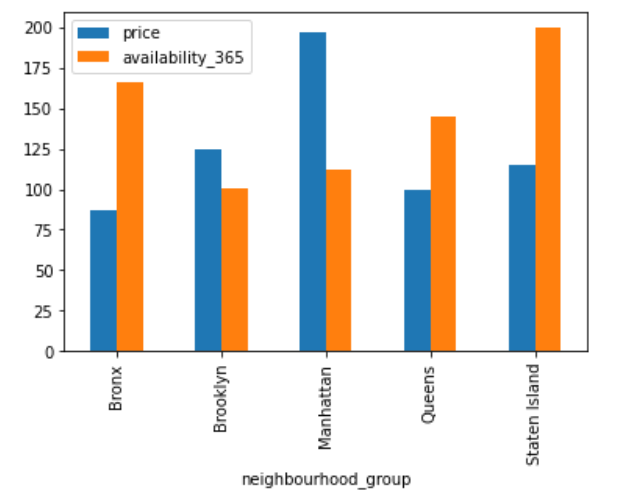 price
availability_365
200
175
150
125
100
75
50
25
0
Bronx
Brooklyn
Manhattan
Queens
Staten Island
neighbourhood_group